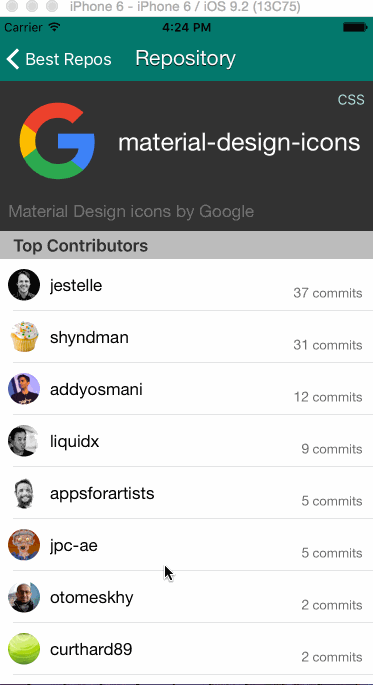 iPhone 6 - iPhone 6 / iOS 9.2 (13C75)
Carrier 4:24 PM
Best Repos Repository
CSS
material-design-icons
Material Design icons by Google
Top Contributors
jestelle 37 commits
shyndman 31 commits
addyosmani 12 commits
liquidx 9 commits
appsforartists 5 commits
jpc-ae 5 commits
otomeskhy 2 commits
curthard89 2 commits